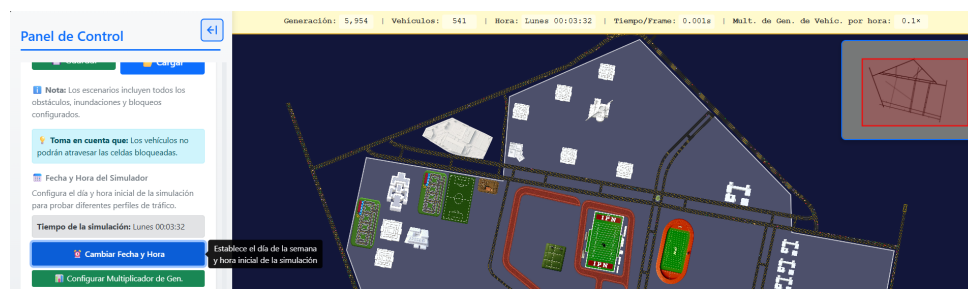 Generación: 5,954 | Vehículos: 541 | Hora: Lunes 00:03:32 | Tiempo/Frame: 0.001s | Mult. de Gen. de Vehíc. por hora: 0.1×
Panel de Control
Guardar
Cargar
Nota: Los escenarios incluyen todos los
obstáculos, inundaciones y bloqueos
configurados.
Toma en cuenta que: Los vehículos no
podrán atravesar las celdas bloqueadas.
Fecha y Hora del Simulador
Configura el día y hora inicial de la simulación
para probar diferentes perfiles de tráfico.
Tiempo de la simulación: Lunes 00:03:32
Cambiar Fecha y Hora
Establece el día de la semana
y hora inicial de la simulación
Configurar Multiplicador de Gen.
IPN
IPN